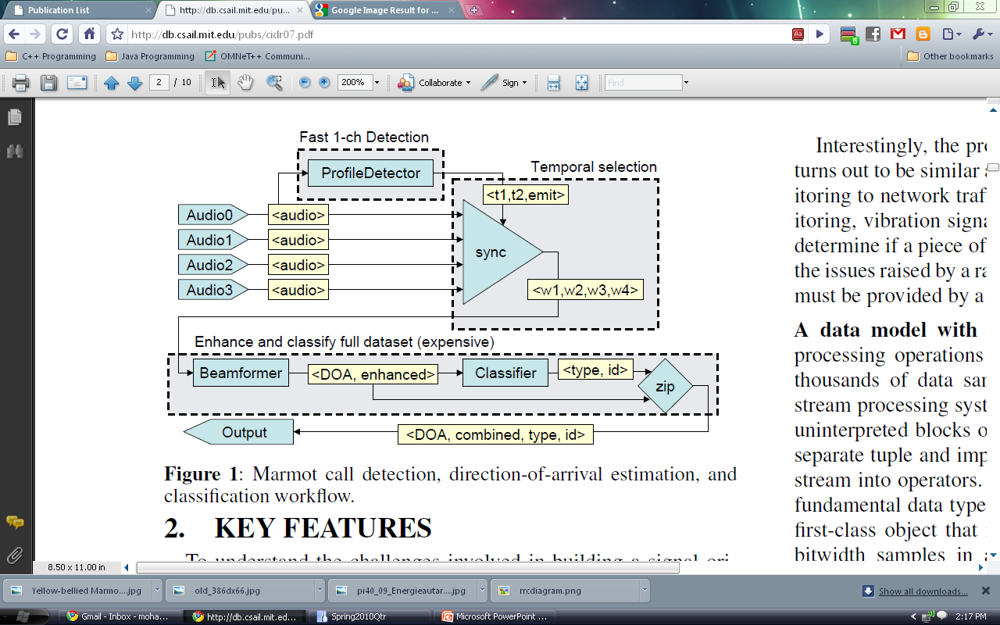 Publication List
http://db.csail.mit.edu/pu...
Google Image Result for
http://db.csail.mit.edu/pubs/cidr07.pdf
5
C++ Programming
Java Programming
OMNeT++ Communi...
Other bookmarks
2 / 10
200%
Collaborate
Sign
Find
Fast 1-ch Detection
ProfileDetector
Temporal selection
<t1,t2,emit>
Audio0
<audio>
Audio1
<audio>
Audio2
<audio>
Audio3
<audio>
sync
<w1,w2,w3,w4>
Enhance and classify full dataset (expensive)
Beamformer
<DOA, enhanced>
Classifier
<type, id>
zip
Output
<DOA, combined, type, id>
Figure 1: Marmot call detection, direction-of-arrival estimation, and
classification workflow.
2. KEY FEATURES
To understand the challenges involved in building a signal ori-
Interestingly, the pro
turns out to be similar a
itoring to network traff
itoring, vibration signa
determine if a piece of
the issues raised by a ra
must be provided by a
A data model with
processing operations
thousands of data sam
stream processing syst
uninterpreted blocks o
separate tuple and imp
stream into operators.
fundamental data type
first-class object that
bitwidth samples in a
8.50 x 11.00 in
Yellow-bellied Marmo....jpg
old_386dx66.jpg
pi40_09_Energieautar....jpg
rrcdiagram.png
Show all downloads...
Gmail - Inbox - moha...
http://db.csail.mit.ed...
Spring2010Qtr
Microsoft PowerPoint ...
2:17 PM